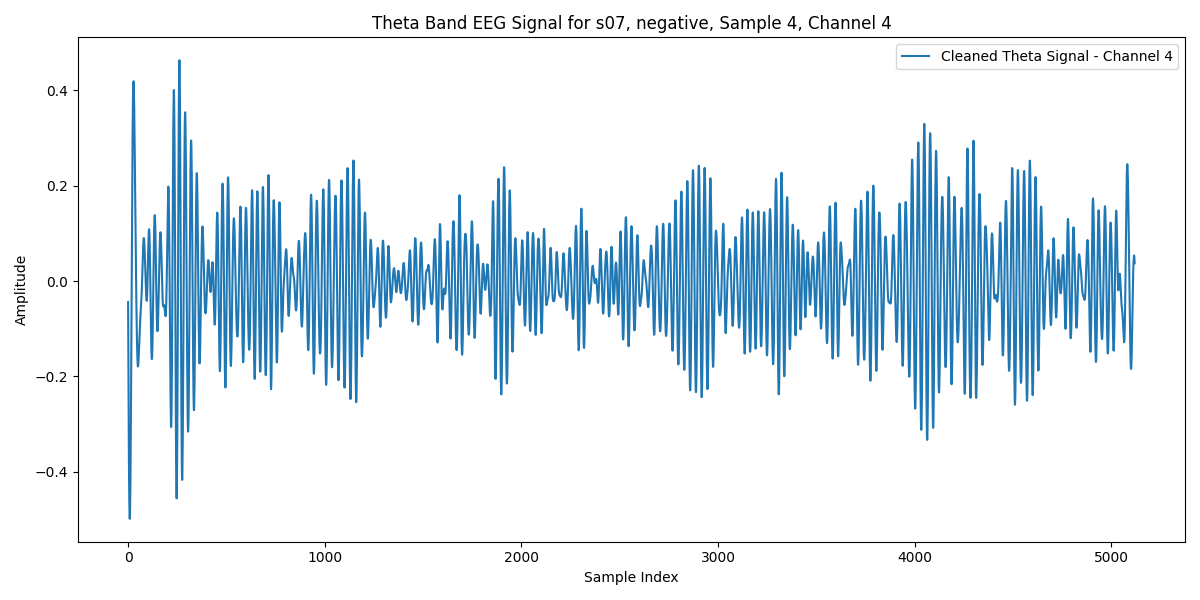 Theta Band EEG Signal for s07, negative, Sample 4, Channel 4
Cleaned Theta Signal - Channel 4
Amplitude
0.4
0.2
0.0
−0.2
−0.4
0 1000 2000 3000 4000 5000
Sample Index